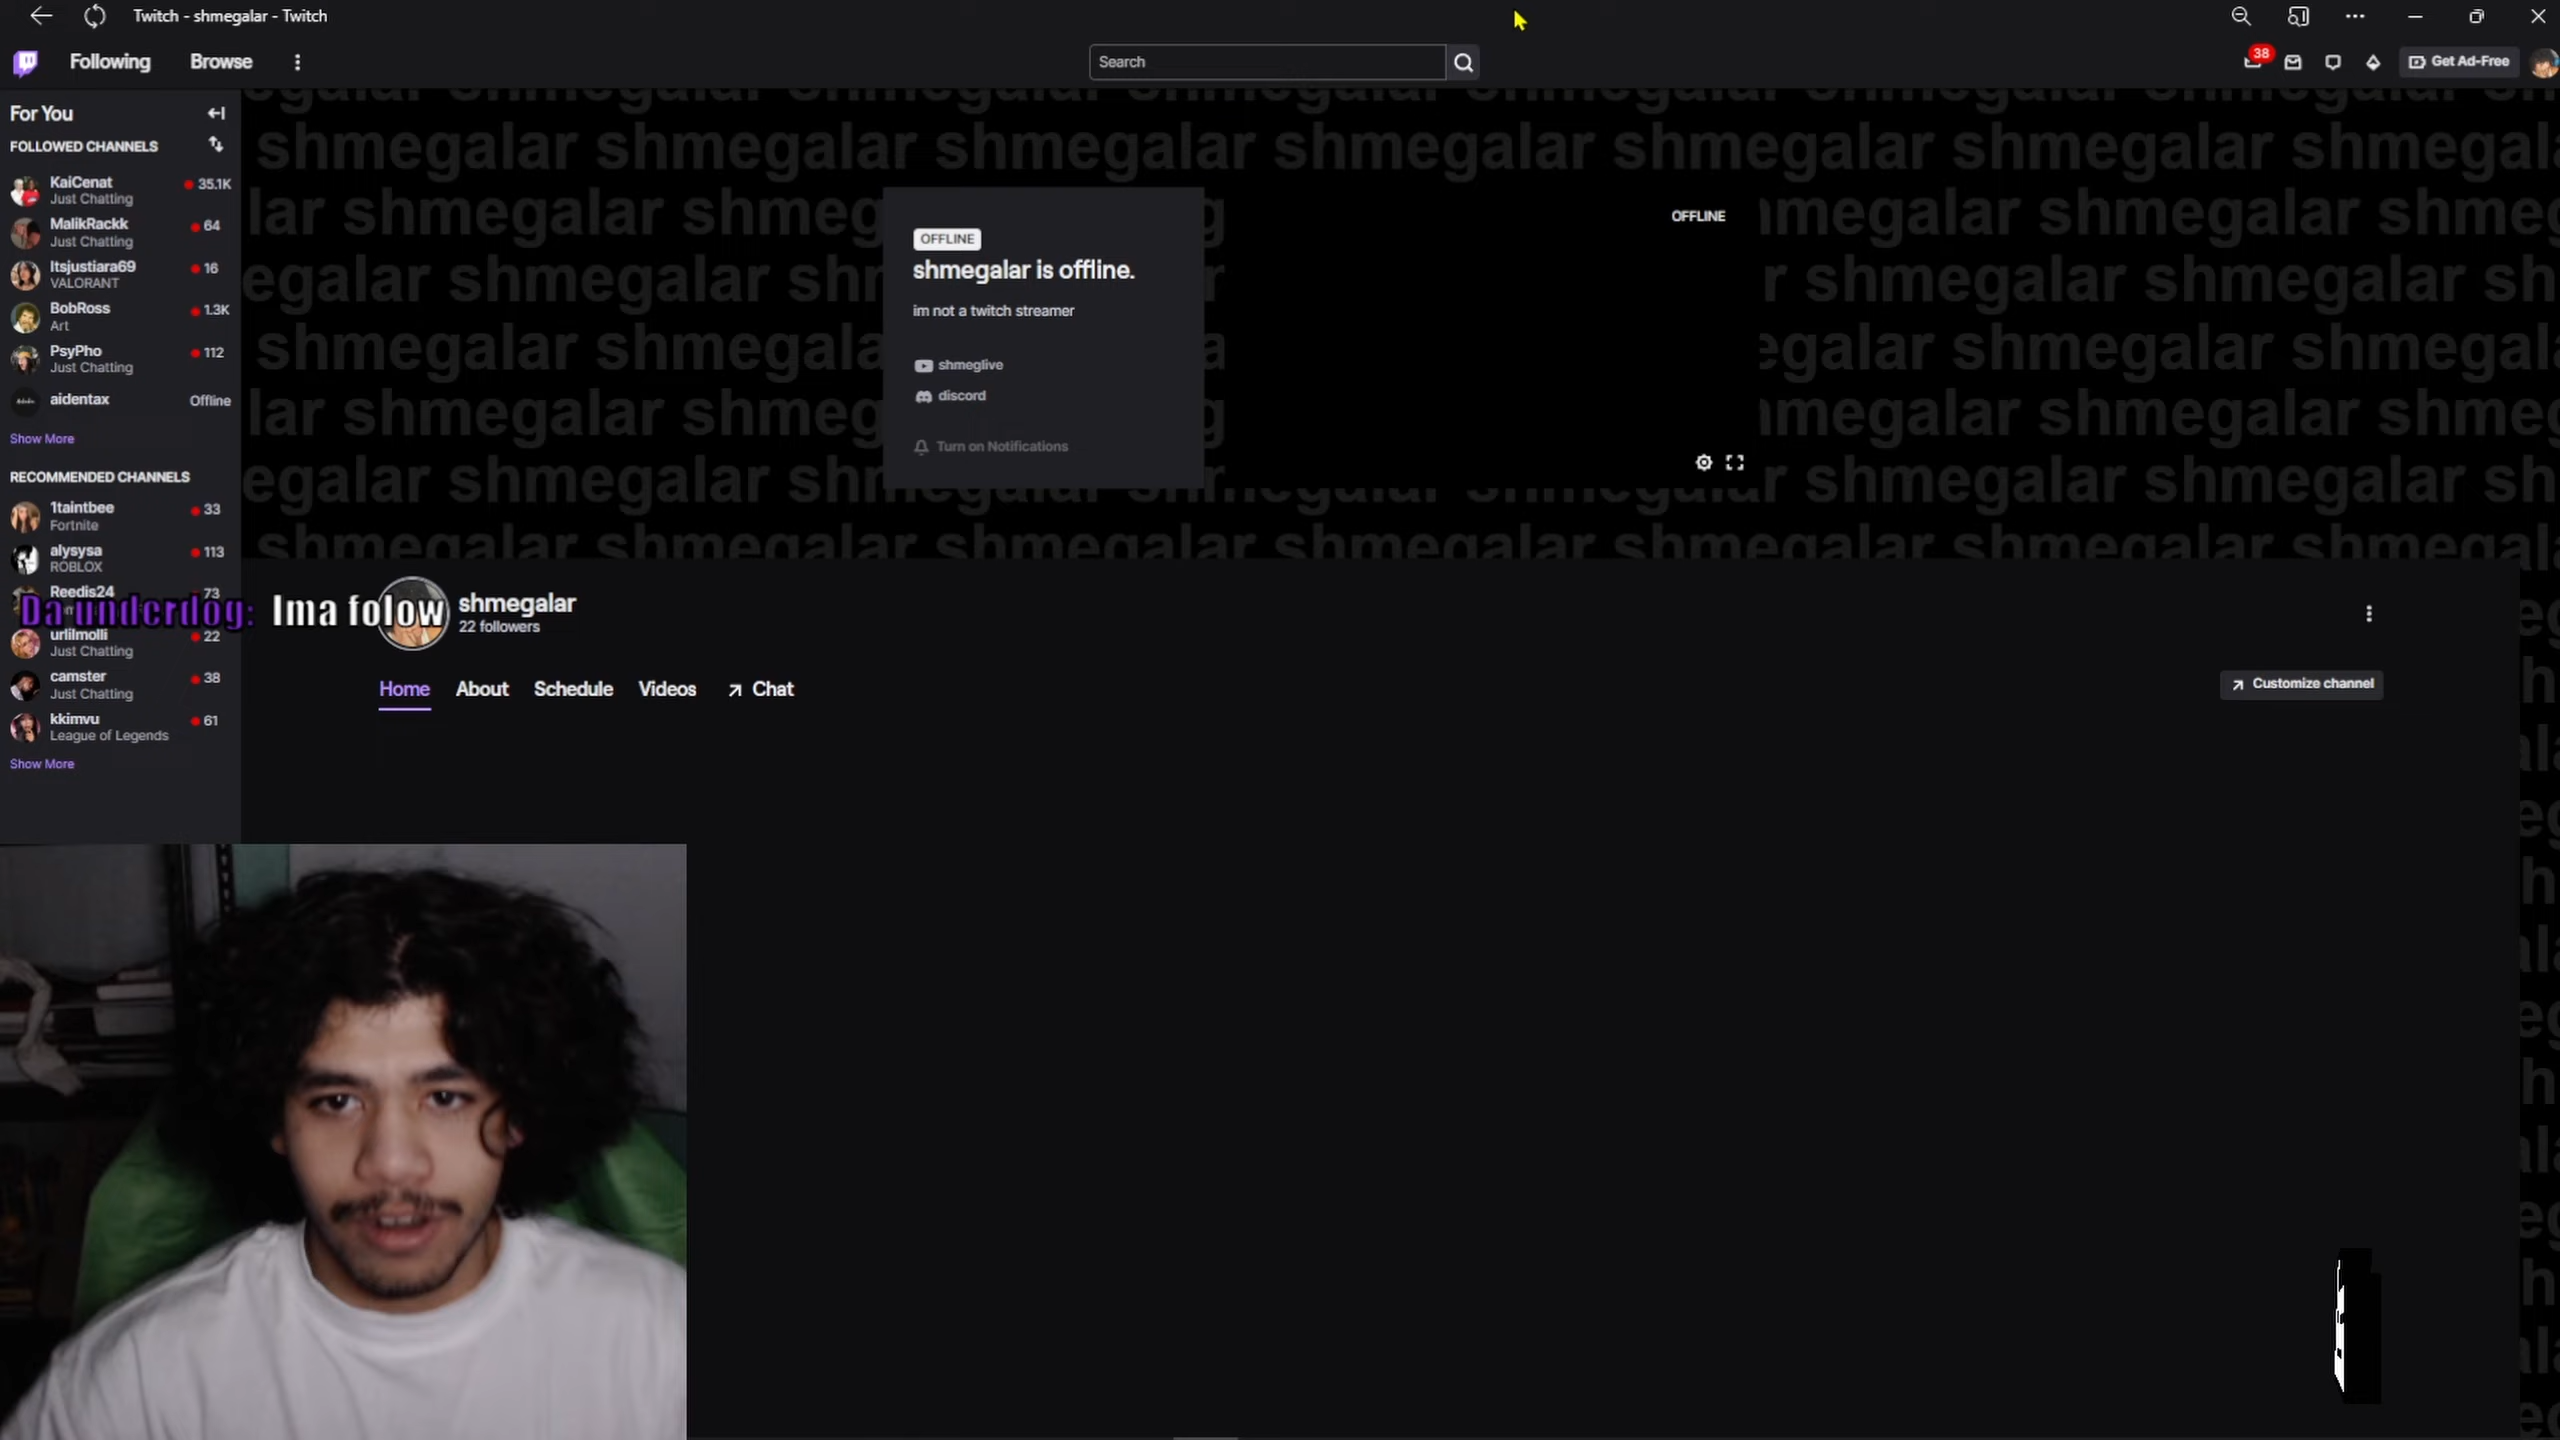 Twitch - shmegalar - Twitch
Following
Browse
Search
38
Get Ad-Free
For You
FOLLOWED CHANNELS
KaiCenat
35.1K
Just Chatting
MalikRackk
64
Just Chatting
Itsjustiara69
16
VALORANT
BobRoss
1.3K
Art
PsyPho
112
Just Chatting
aidentax
Offline
Show More
RECOMMENDED CHANNELS
1taintbee
33
Fortnite
alysysa
113
ROBLOX
Reedis24
73
urlilmolli
22
Just Chatting
camster
38
Just Chatting
kkimvu
61
League of Legends
Show More
shmegalar shmegalar shmegalar shmegalar shmegalar shmegalar shmegal
OFFLINE
shmegalar is offline.
im not a twitch streamer
shmeglive
discord
Turn on Notifications
OFFLINE
Da underdog: Ima folow
shmegalar
22 followers
Home
About
Schedule
Videos
Chat
Customize channel